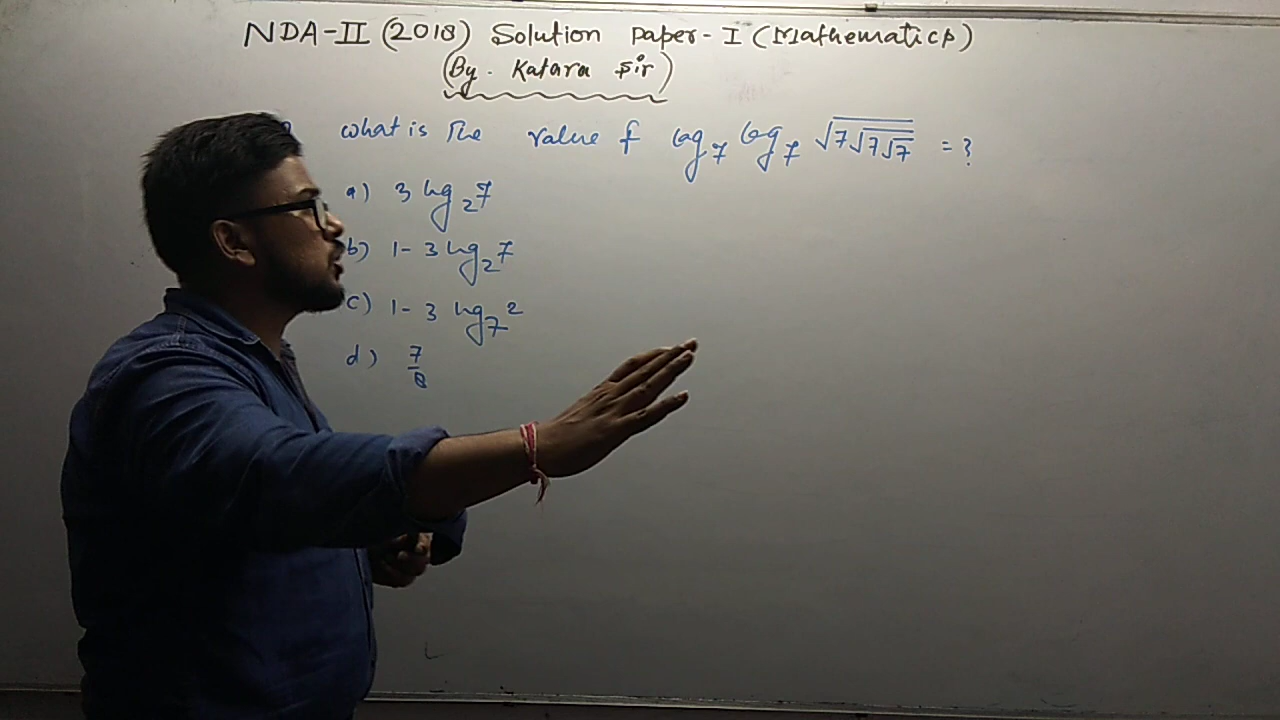 NDA-II (2018) Solution Paper-I (Mathematics)
(By. Katara Sir)
what is the value of log₇ log₇ √7√7√7 = ?
a) 3 log₂7
b) 1-3 log₂7
c) 1-3 log₇2
d) 7/8